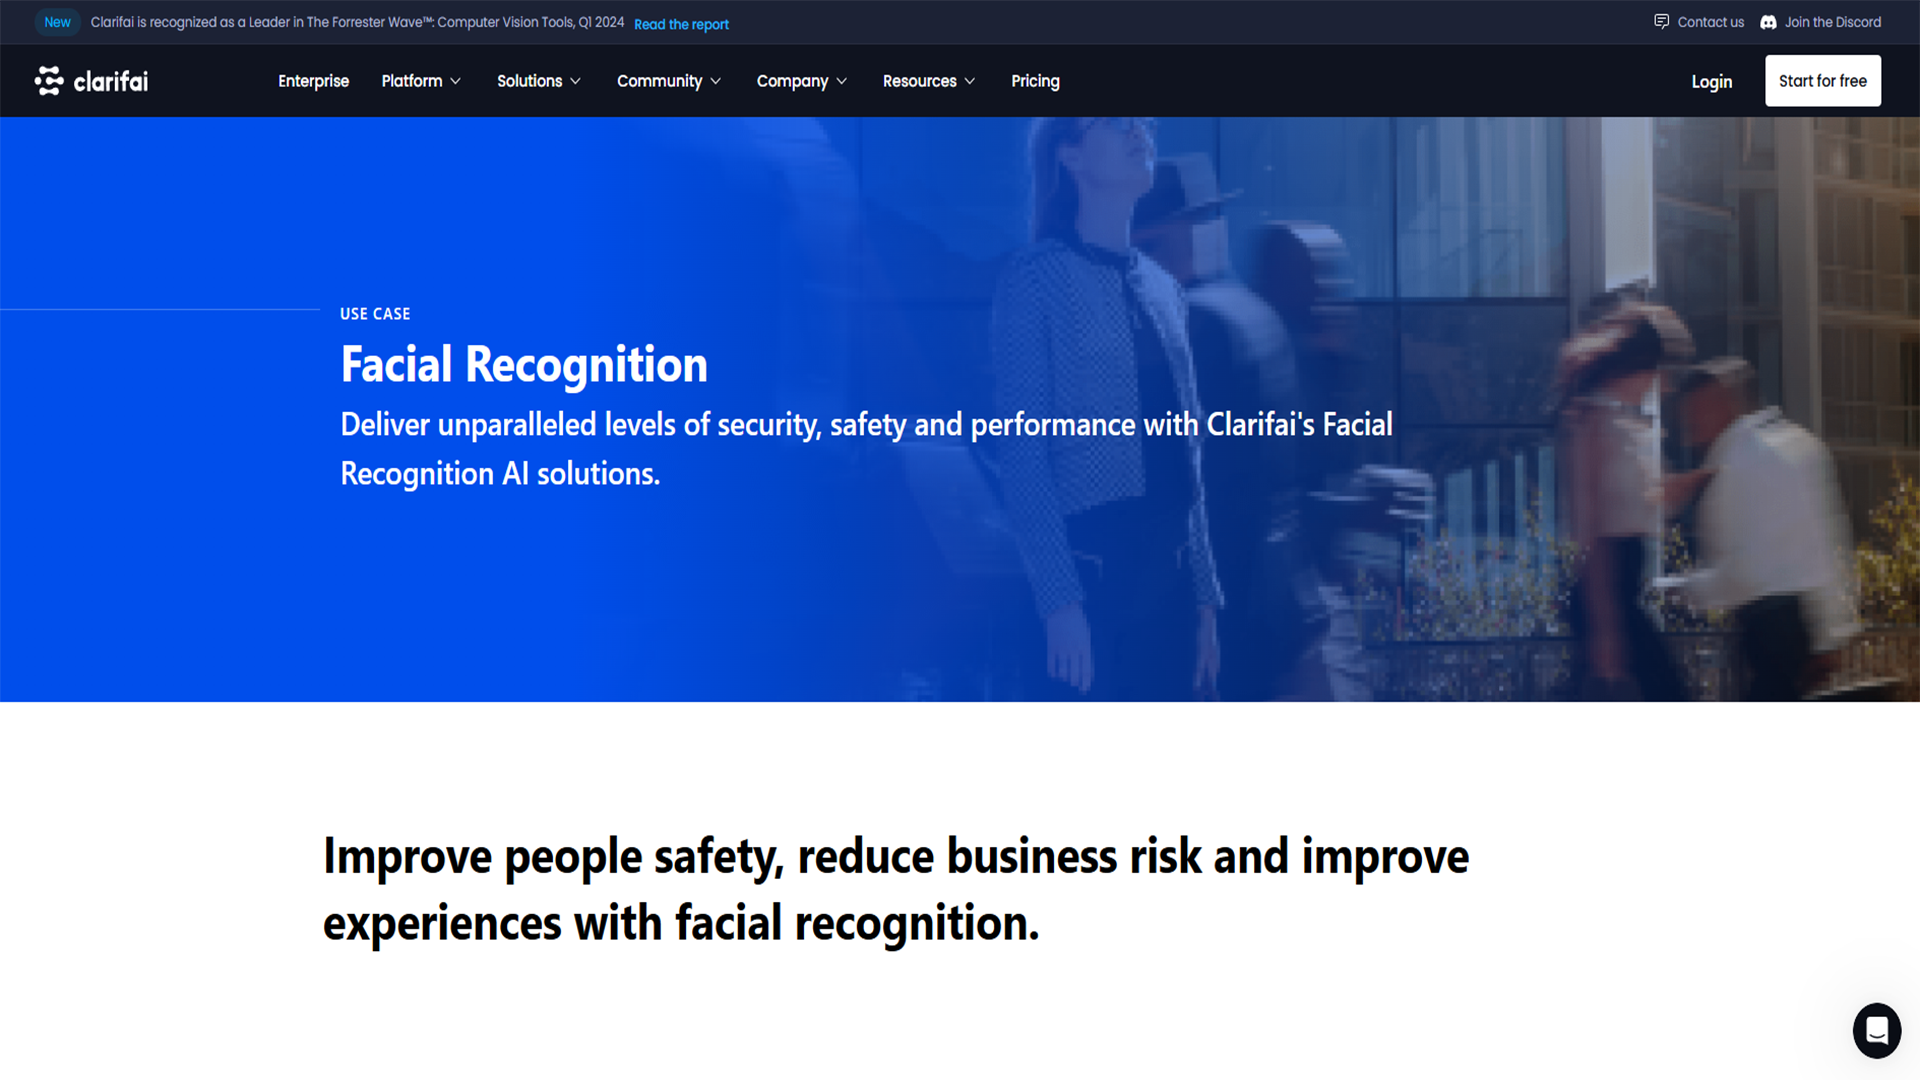 New Clarifai is recognized as a Leader in The Forrester Wave™: Computer Vision Tools, Q1 2024 Read the report Contact us Join the Discord
clarifai Enterprise Platform Solutions Community Company Resources Pricing Login Start for free
USE CASE
Facial Recognition
Deliver unparalleled levels of security, safety and performance with Clarifai's Facial
Recognition AI solutions.
Improve people safety, reduce business risk and improve
experiences with facial recognition.